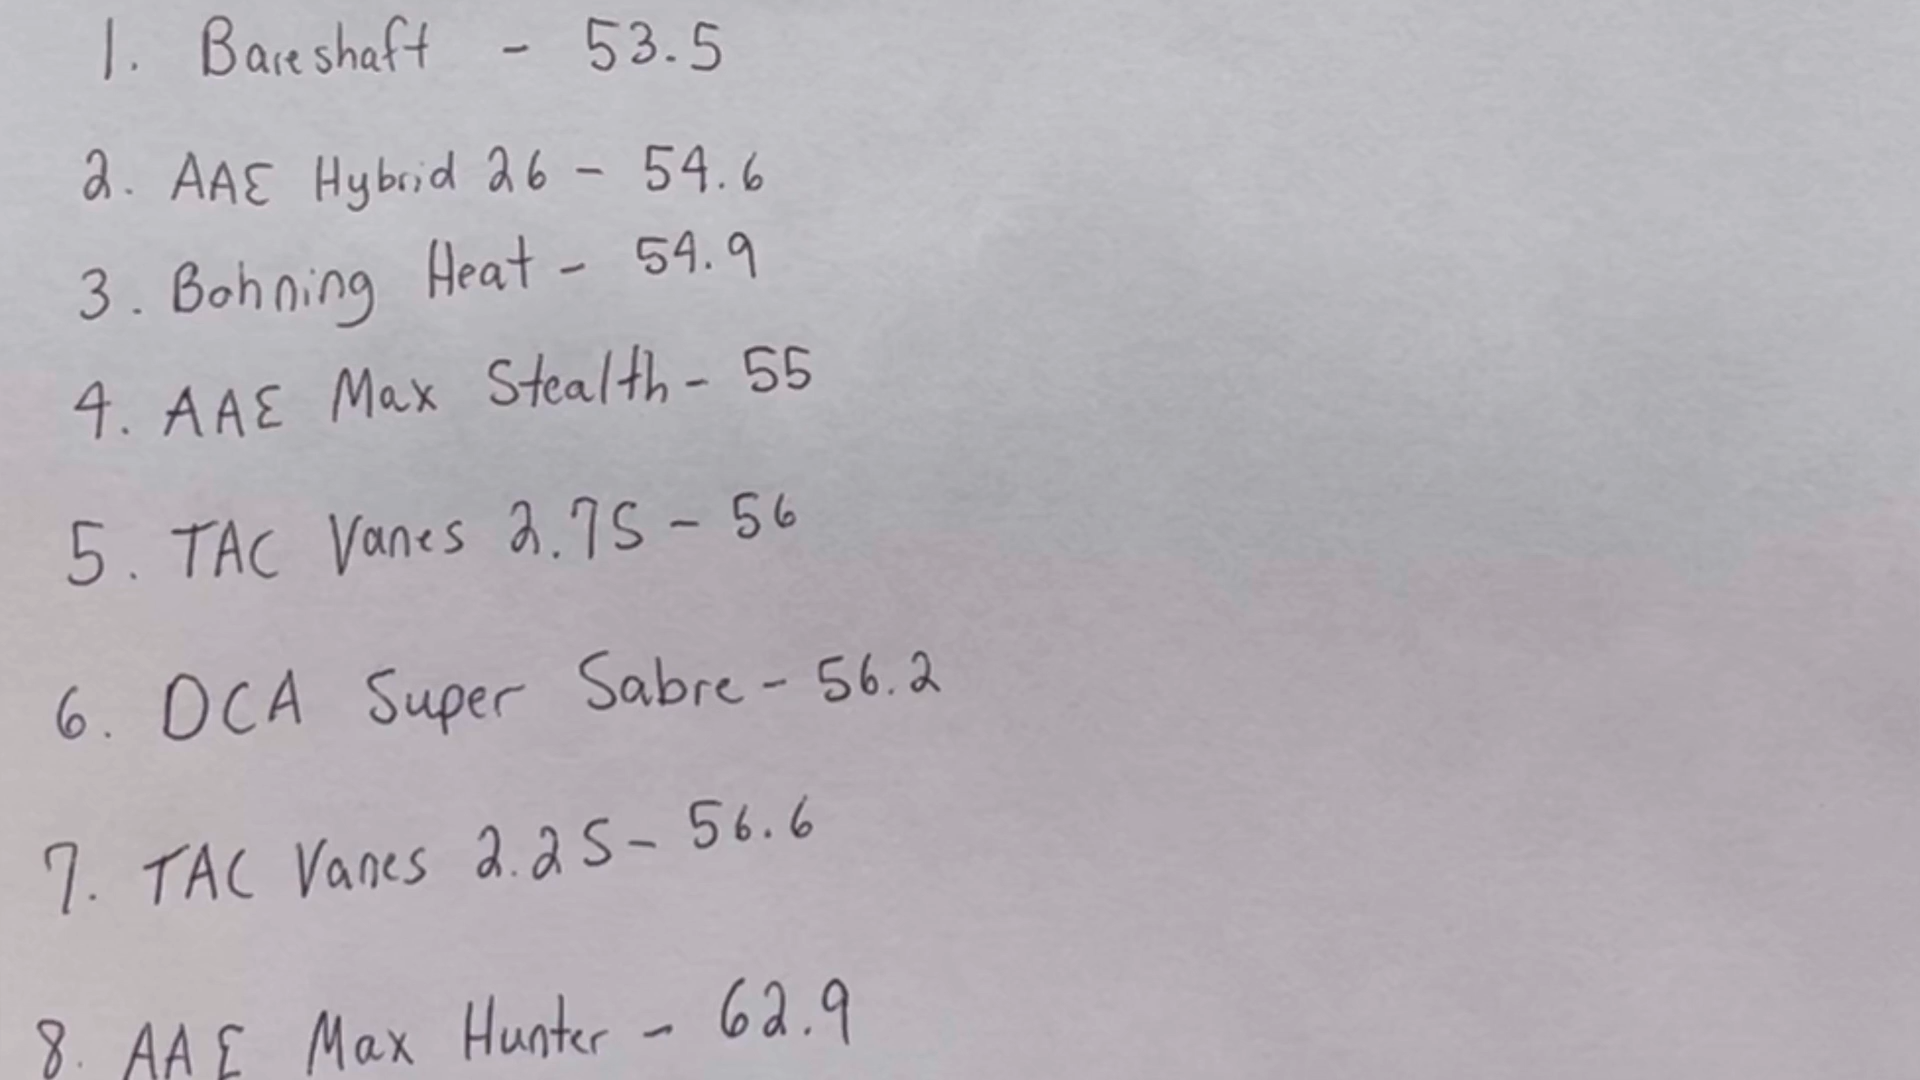 1. Bareshaft - 53.5
2. AAE Hybrid 26 - 54.6
3. Bohning Heat - 54.9
4. AAE Max Stealth - 55
5. TAC Vanes 2.75 - 56
6. DCA Super Sabre - 56.2
7. TAC Vanes 2.25 - 56.6
8. AAE Max Hunter - 62.9